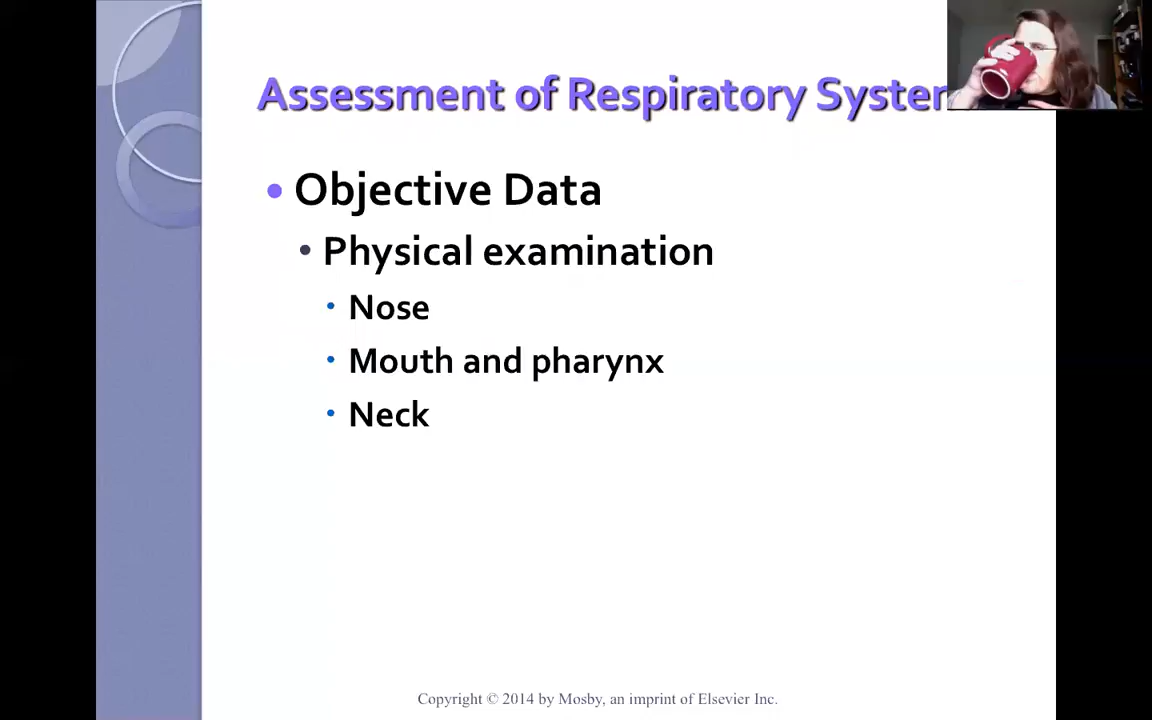 Assessment of Respiratory
Objective Data
Physical examination
Nose
Mouth and pharynx
Neck
Copyright © 2014 by Mosby, an imprint of Elsevier Inc.